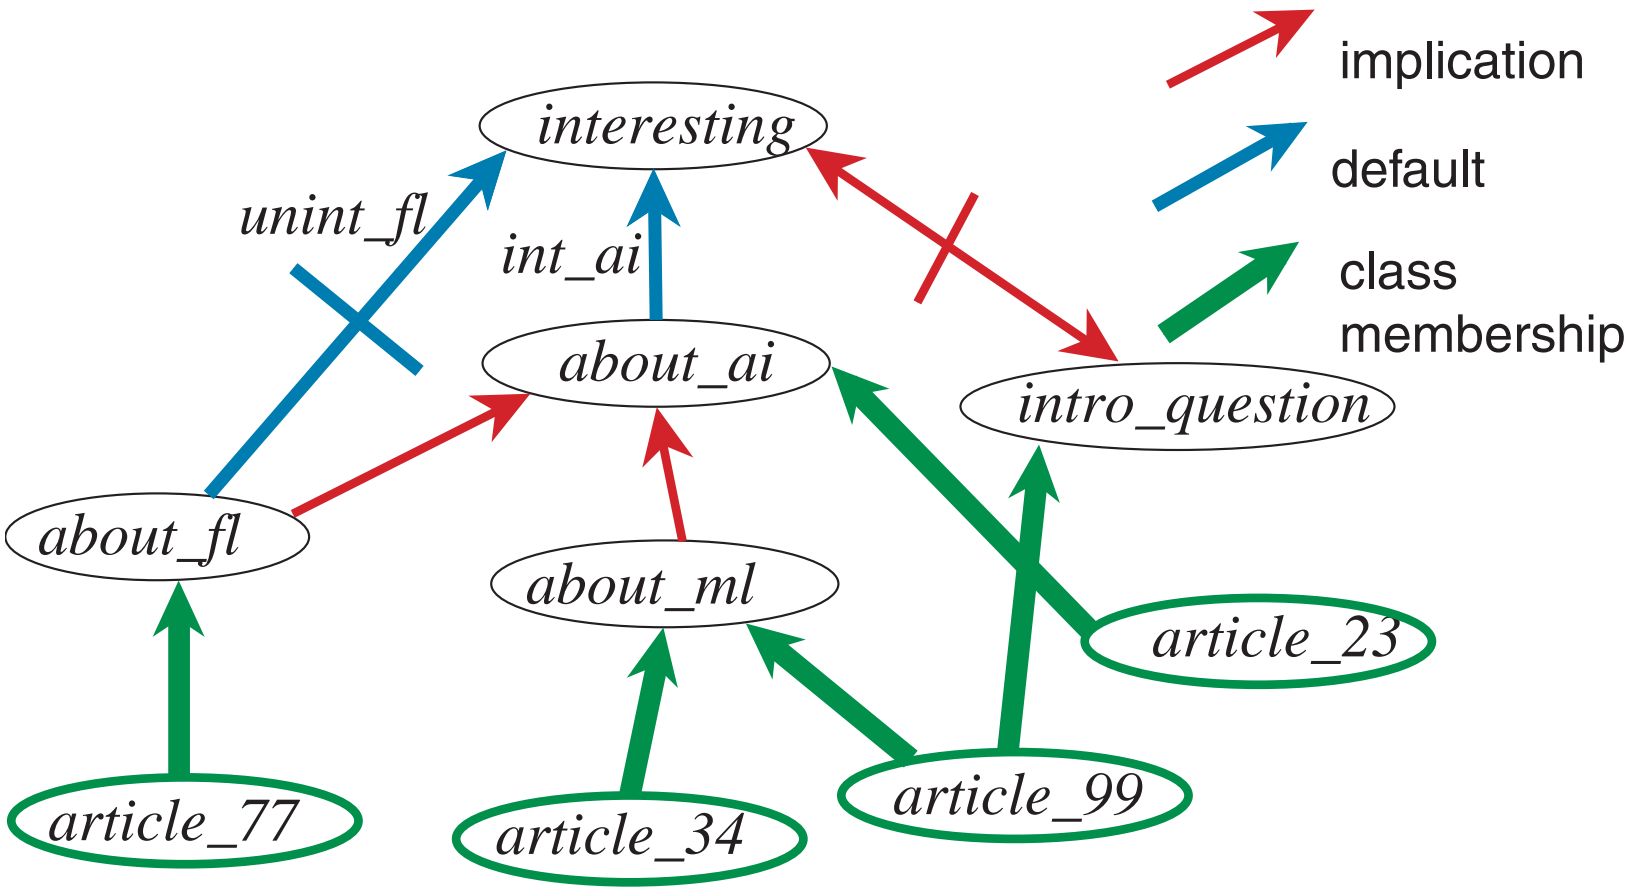 implication
interesting
default
unint_fl
int_ai
class
membership
about_ai
intro_question
about_fl
about_ml
article_23
article_99
article_77
article_34